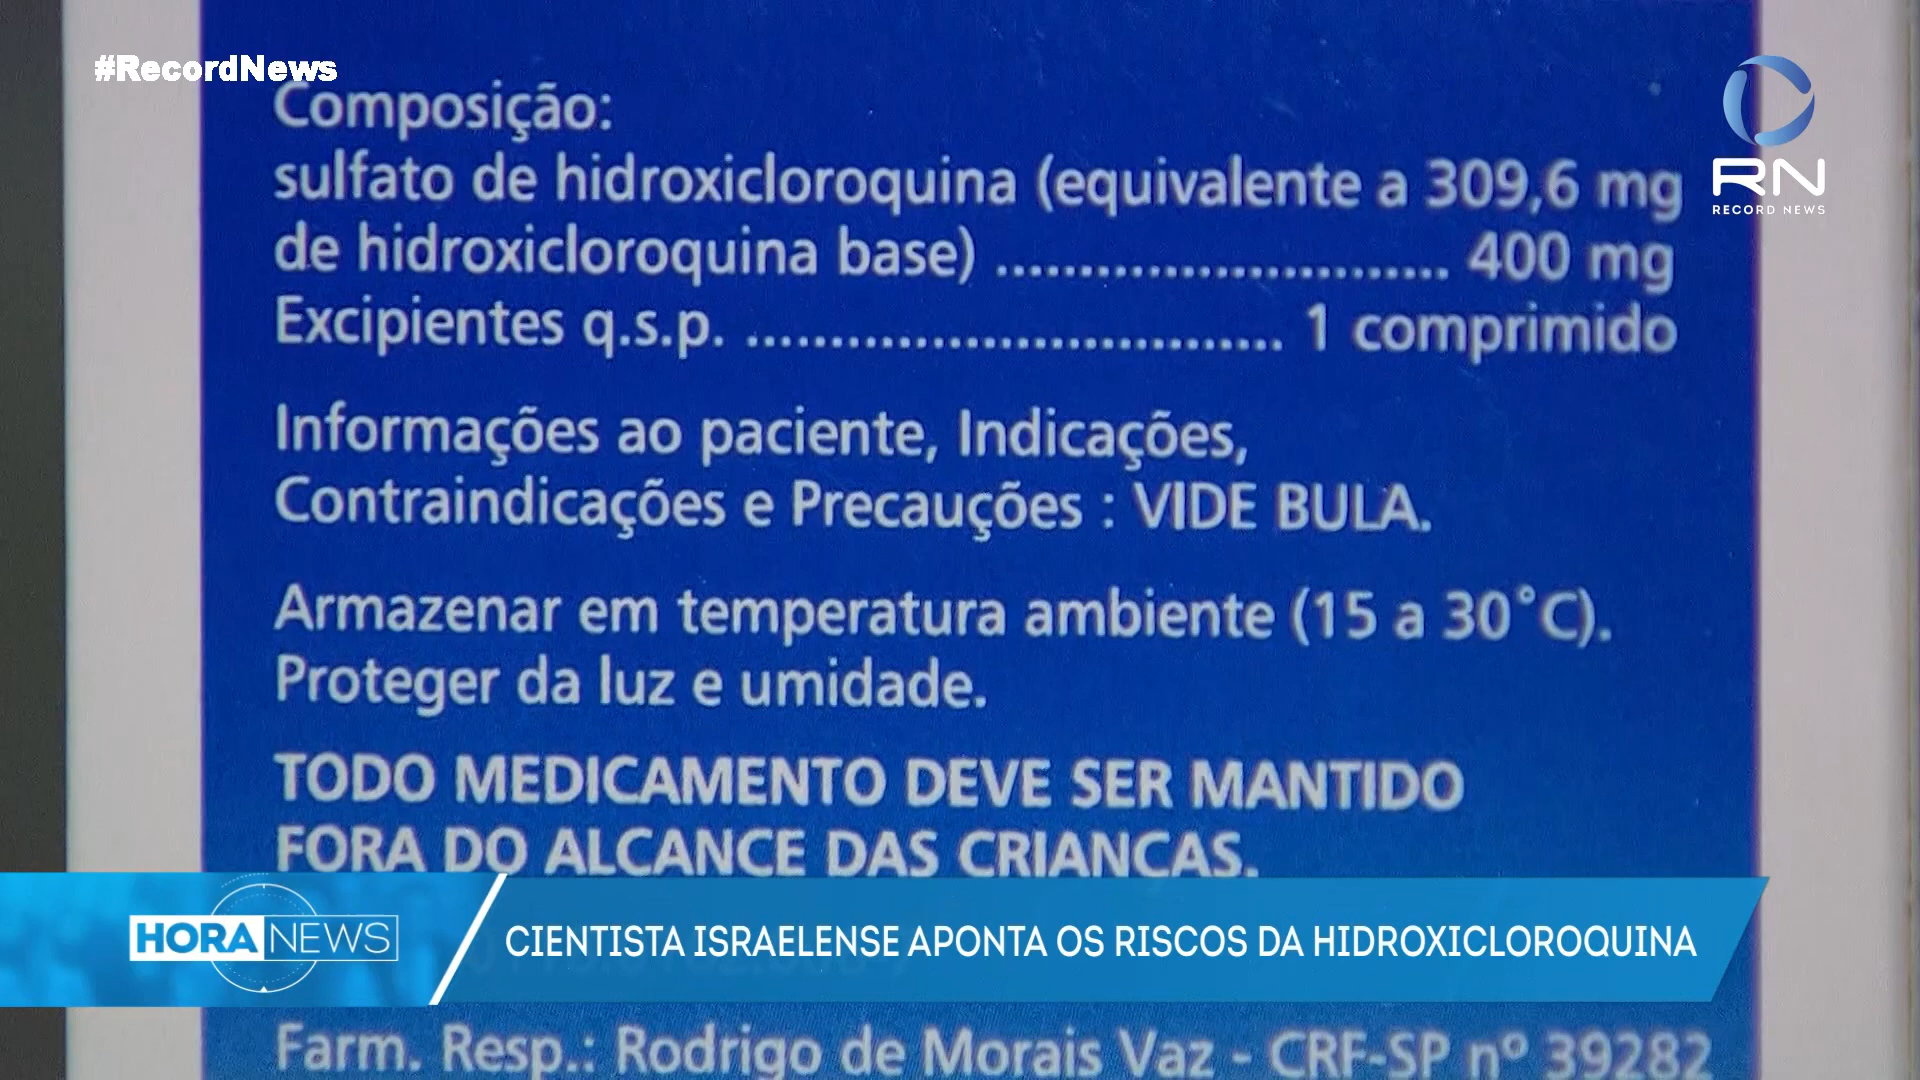 #RecordNews
RN
RECORD NEWS
Composição:
sulfato de hidroxicloroquina (equivalente a 309,6 mg
de hidroxicloroquina base) ........................... 400 mg
Excipientes q.s.p. ................................ 1 comprimido
Informações ao paciente, Indicações,
Contraindicações e Precauções : VIDE BULA.
Armazenar em temperatura ambiente (15 a 30°C).
Proteger da luz e umidade.
TODO MEDICAMENTO DEVE SER MANTIDO
FORA DO ALCANCE DAS CRIANÇAS.
HORA NEWS
CIENTISTA ISRAELENSE APONTA OS RISCOS DA HIDROXICLOROQUINA
Farm. Resp.: Rodrigo de Morais Vaz - CRF-SP nº 39282